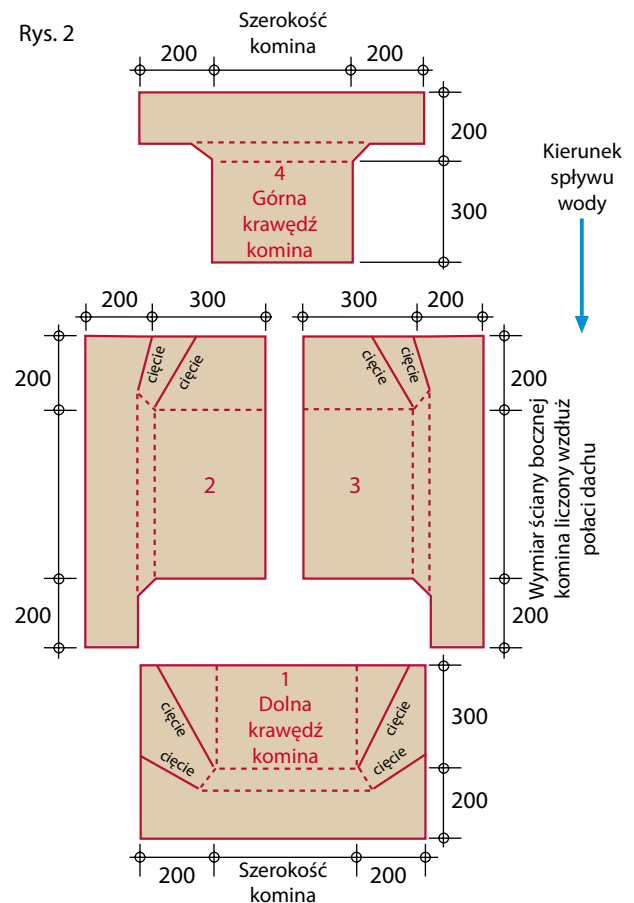 Rys. 2
Szerokość
komina
200
200
200
300
4
Górna
krawędź
komina
Kierunek
spływu
wody
200
300
300
200
200
200
cięcie
cięcie
cięcie
cięcie
2
3
Wymiar ściany bocznej
komina liczony wzdłuż
połaci dachu
200
200
1
Dolna
krawędź
komina
cięcie
cięcie
cięcie
cięcie
300
200
200
Szerokość
komina
200